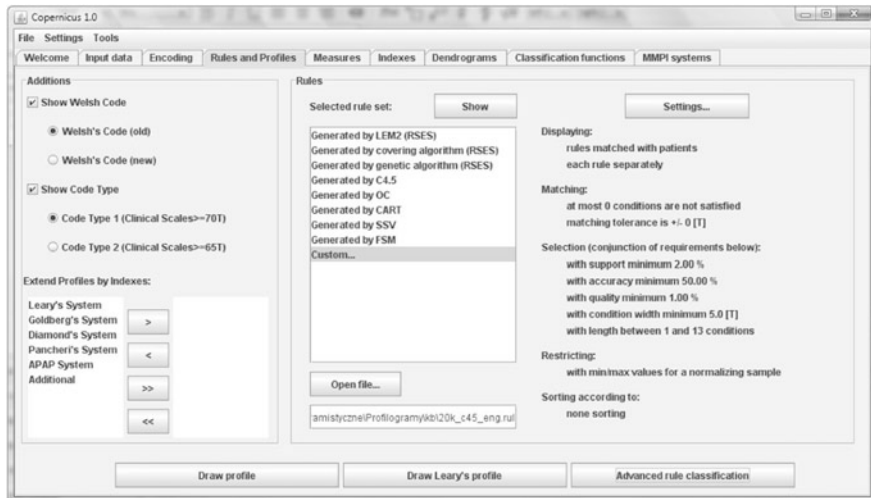 Copernicus 1.0
File Settings Tools
Welcome Input data Encoding Rules and Profiles Measures Indexes Dendrograms Classification functions MMPI systems
Additions
Show Welsh Code
Welsh's Code (old)
Welsh's Code (new)
Show Code Type
Code Type 1 (Clinical Scales>=70T)
Code Type 2 (Clinical Scales>=65T)
Extend Profiles by Indexes:
Leary's System
Goldberg's System
Diamond's System
Pancheri's System
APAP System
Additional
>
<
>>
<<
Rules
Selected rule set:
Show
Generated by LEM2 (RSES)
Generated by covering algorithm (RSES)
Generated by genetic algorithm (RSES)
Generated by C4.5
Generated by OC
Generated by CART
Generated by SSV
Generated by FSM
Custom...
Open file...
amistyczne\Profilogramy\kb\20k_c45_eng.rul
Settings...
Displaying:
rules matched with patients
each rule separately
Matching:
at most 0 conditions are not satisfied
matching tolerance is +/- 0 [T]
Selection (conjunction of requirements below):
with support minimum 2.00 %
with accuracy minimum 50.00 %
with quality minimum 1.00 %
with condition width minimum 5.0 [T]
with length between 1 and 13 conditions
Restricting:
with min/max values for a normalizing sample
Sorting according to:
none sorting
Draw profile
Draw Leary's profile
Advanced rule classification